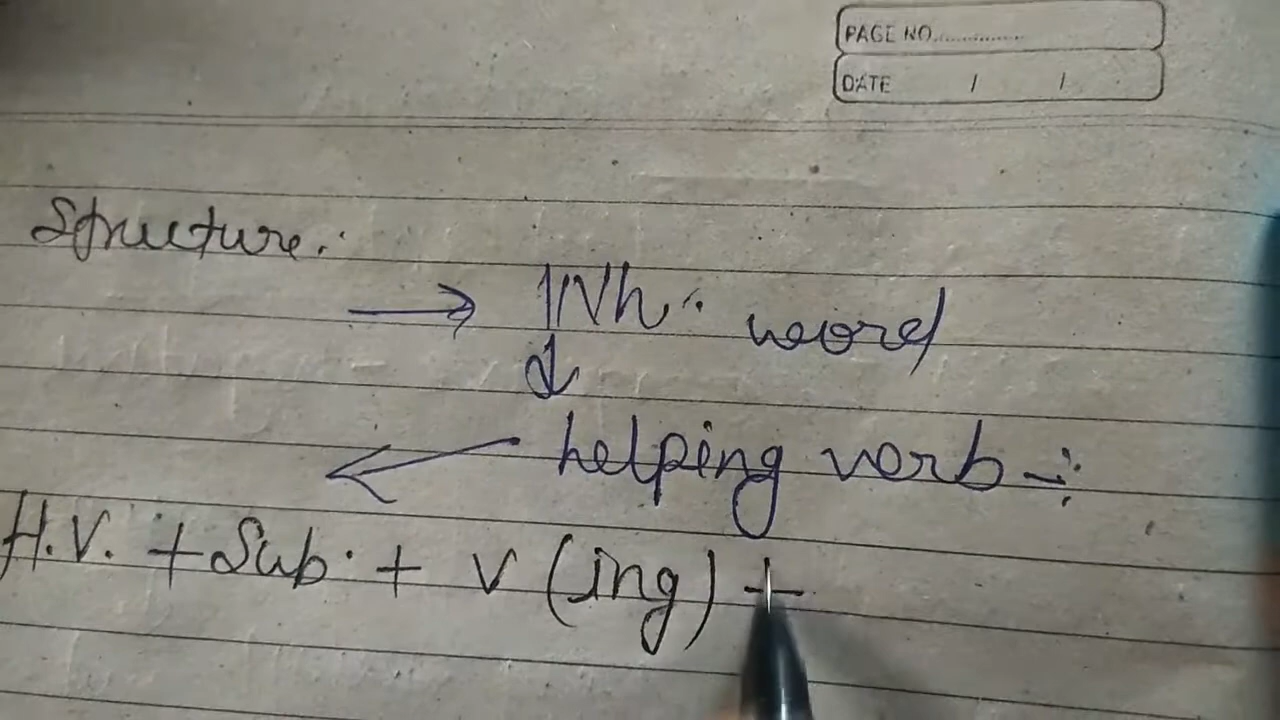 PAGE NO..............
DATE / /
Structure:
→ Wh. word
helping verb -:
H.V. + Sub. + V (ing) +